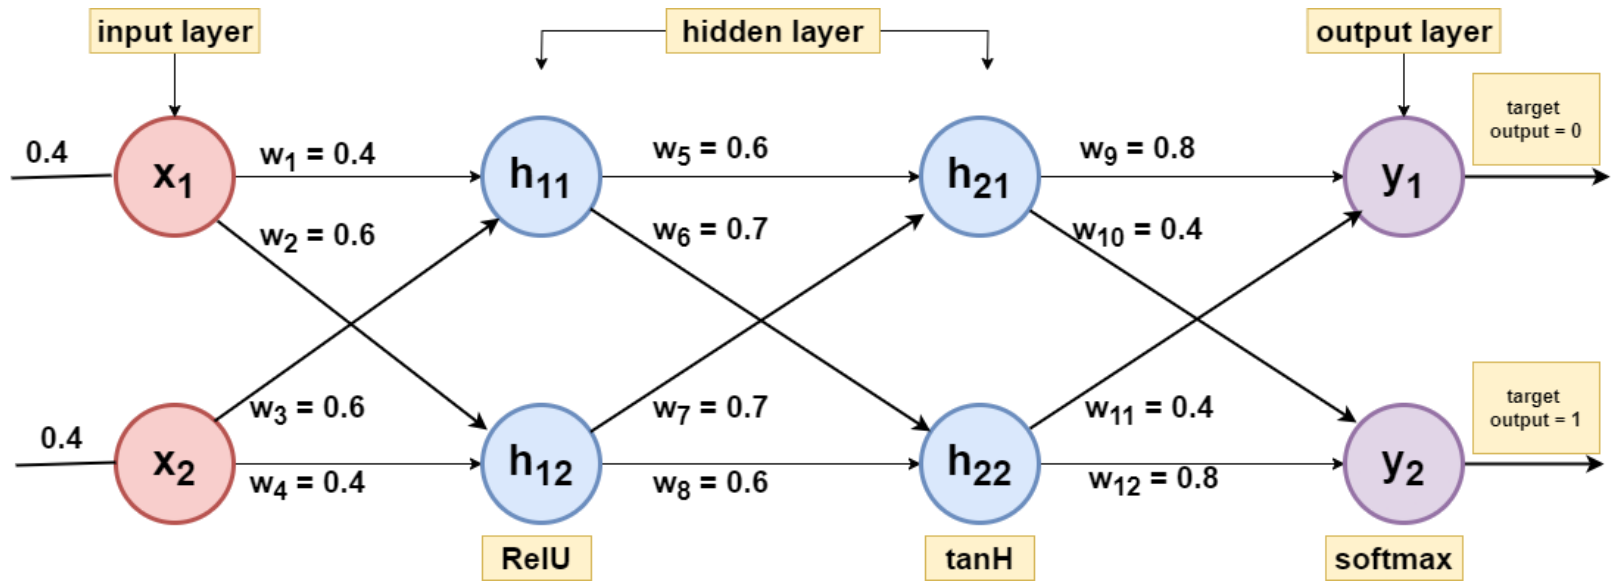 input layer
hidden layer
output layer
target
output = 0
0.4
x1
w1 = 0.4
h11
w5 = 0.6
h21
w9 = 0.8
y1
w2 = 0.6
w6 = 0.7
w10 = 0.4
target
output = 1
0.4
x2
w3 = 0.6
w4 = 0.4
h12
w7 = 0.7
w8 = 0.6
h22
w11 = 0.4
w12 = 0.8
y2
RelU
tanH
softmax